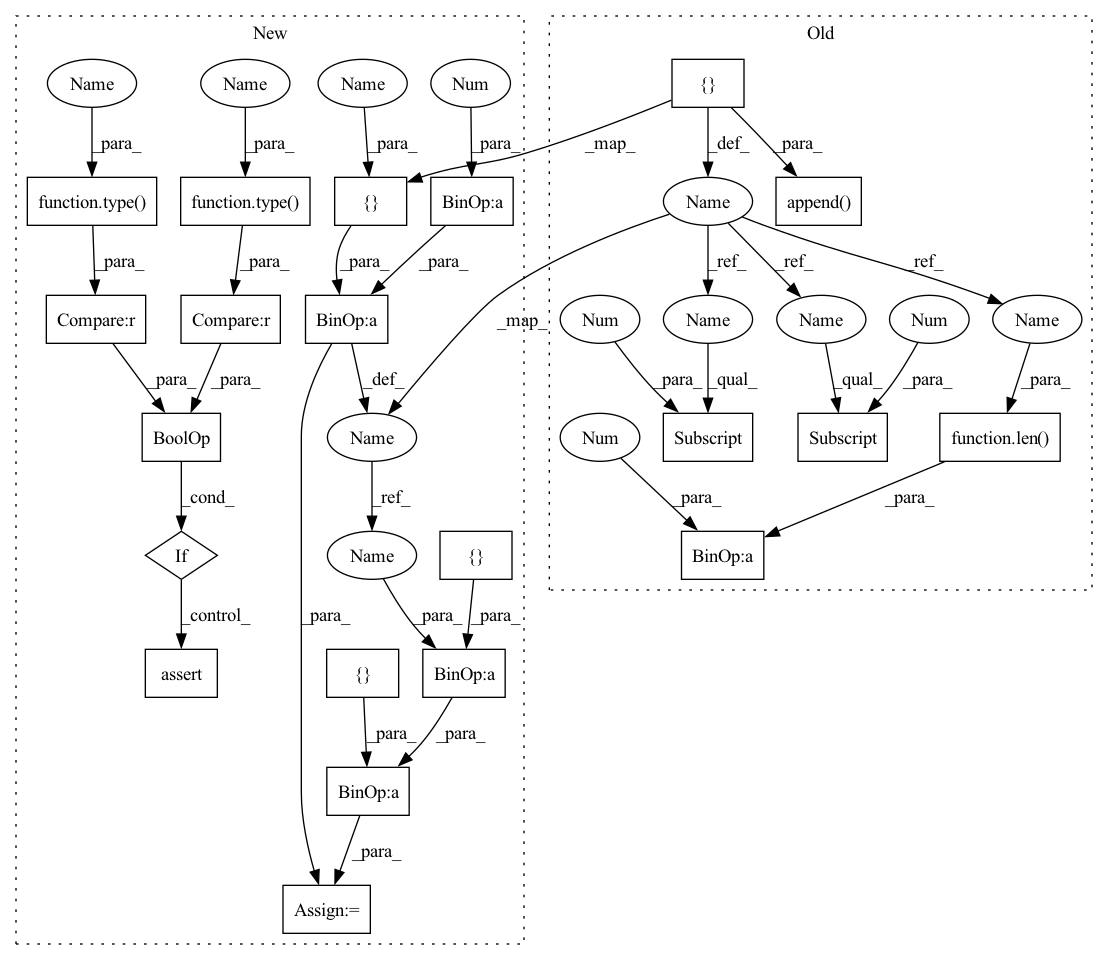 New
Old
Name
Name
Name
Num
{}
_para_
_para_
_para_
_para_
_map_
_def_
_para_
function.type()
function.type()
{}
BinOp:a
Name
append()
_para_
_para_
_para_
_para_
_ref_
_ref_
_ref_
Compare:r
Compare:r
BinOp:a
_map_
Num
Name
Name
Num
Name
_para_
_para_
_def_
_para_
_qual_
_qual_
_para_
_para_
BoolOp
Name
Num
Subscript
Subscript
function.len()
_cond_
_ref_
_para_
_para_
If
Name
{}
BinOp:a
_control_
_para_
_para_
_para_
assert
{}
BinOp:a
_para_
_para_
BinOp:a
_para_
Assign:=